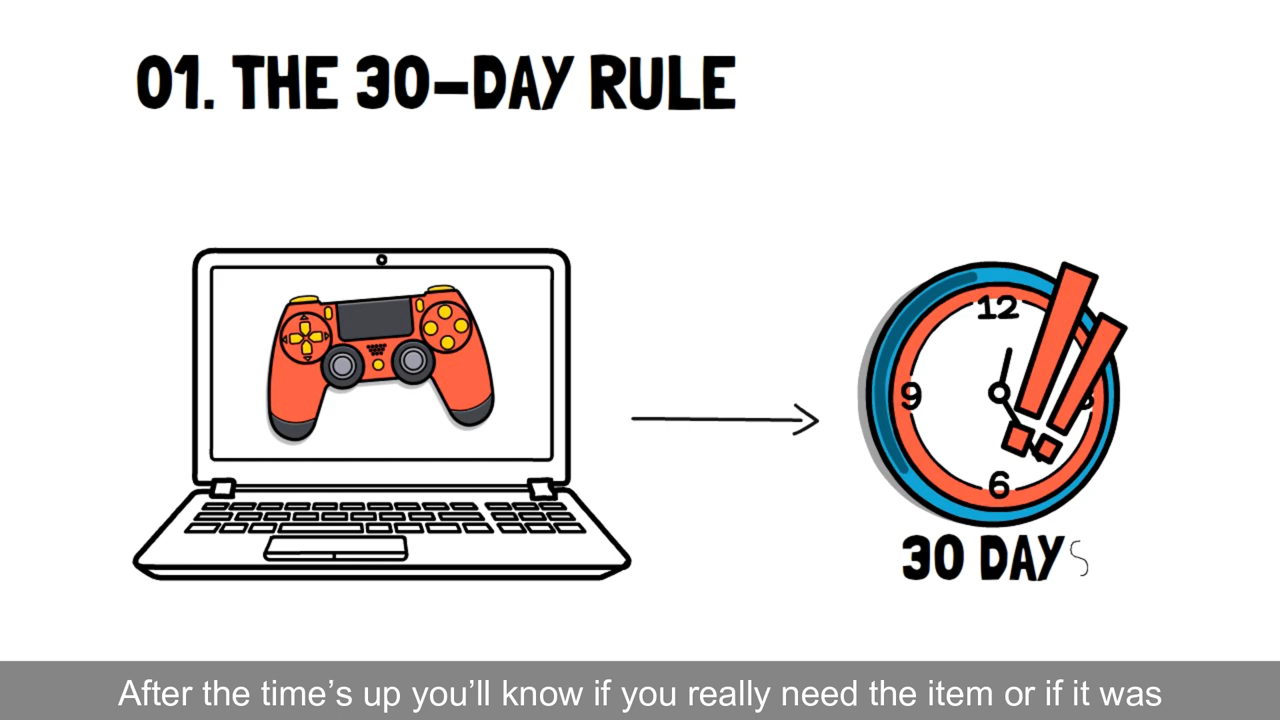 01. THE 30-DAY RULE
12
9
6
30 DAYS
After the time's up you'll know if you really need the item or if it was